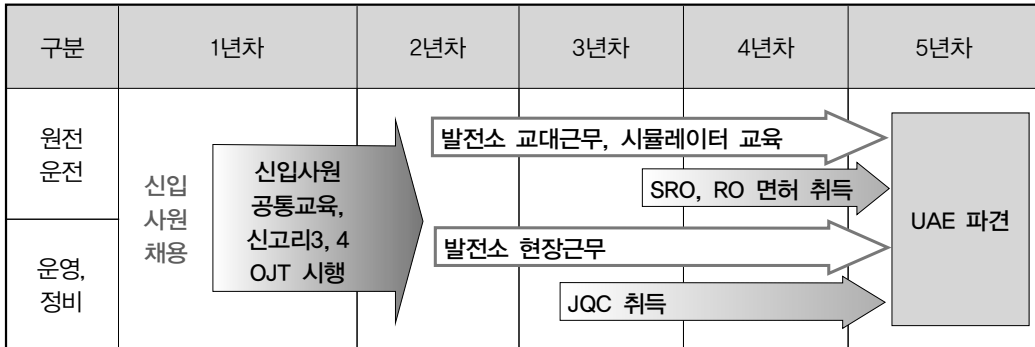 구분 1년차 2년차 3년차 4년차 5년차
원전
운전
운영,
정비
신입
사원
채용
신입사원
공통교육,
신고리3, 4
OJT 시행
발전소 교대근무, 시뮬레이터 교육
SRO, RO 면허 취득
발전소 현장근무
JQC 취득
UAE 파견